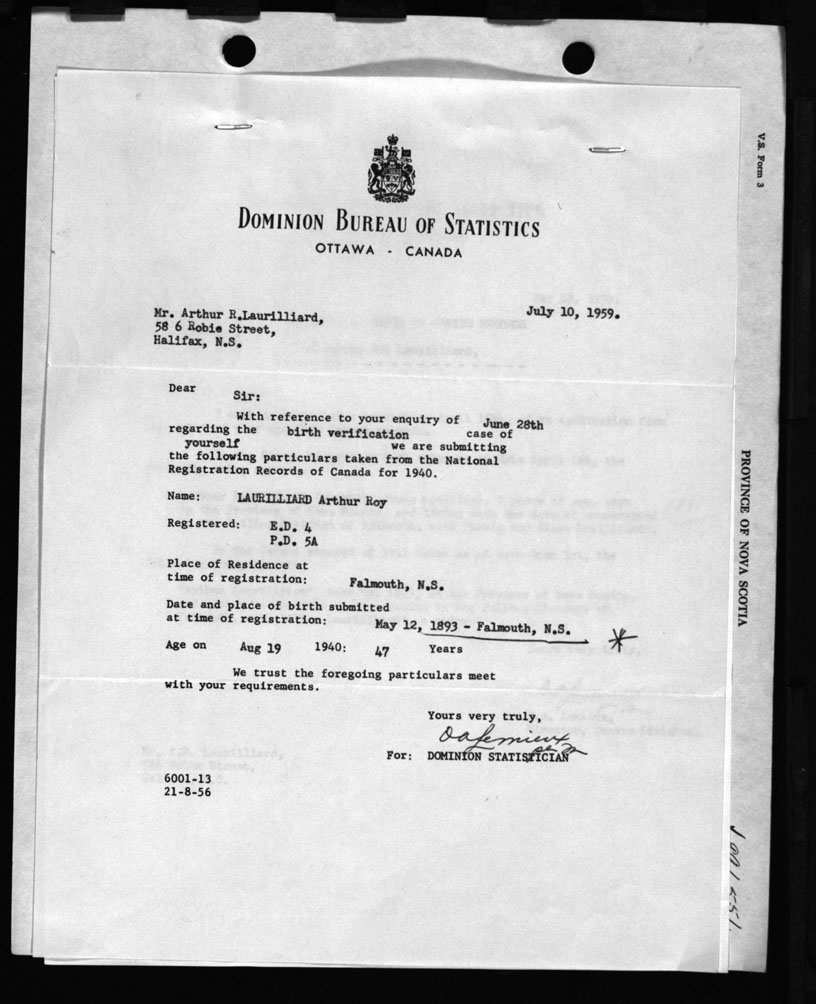 DOMINION BUREAU OF STATISTICS
OTTAWA - CANADA
July 10, 1959.
Mr. Arthur R.Laurilliard,
58 6 Robie Street,
Halifax, N.S.
Dear
Sir:
With reference to your enquiry of June 28th
regarding the birth verification case of
yourself we are submitting
the following particulars taken from the National
Registration Records of Canada for 1940.
Name: LAURILLIARD Arthur Roy
Registered: E.D. 4
P.D. 5A
Place of Residence at
time of registration: Falmouth, N.S.
Date and place of birth submitted
at time of registration: May 12, 1893 - Falmouth, N.S. *
Age on Aug 19 1940: 47 Years
We trust the foregoing particulars meet
with your requirements.
Yours very truly,
For: DOMINION STATISTICIAN
6001-13
21-8-56
V.S. Form 3
PROVINCE OF NOVA SCOTIA